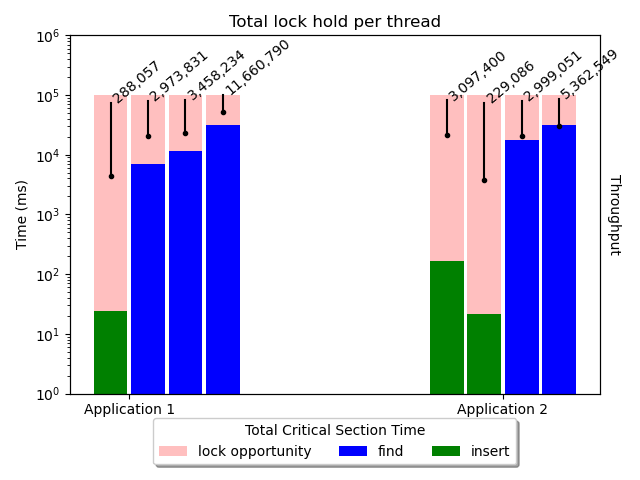 Total lock hold per thread
10^6
10^5
10^4
10^3
10^2
10^1
10^0
Time (ms)
288,057
2,973,831
3,458,234
11,660,790
3,097,400
229,086
2,999,051
5,362,549
Throughput
Application 1
Application 2
Total Critical Section Time
lock opportunity
find
insert